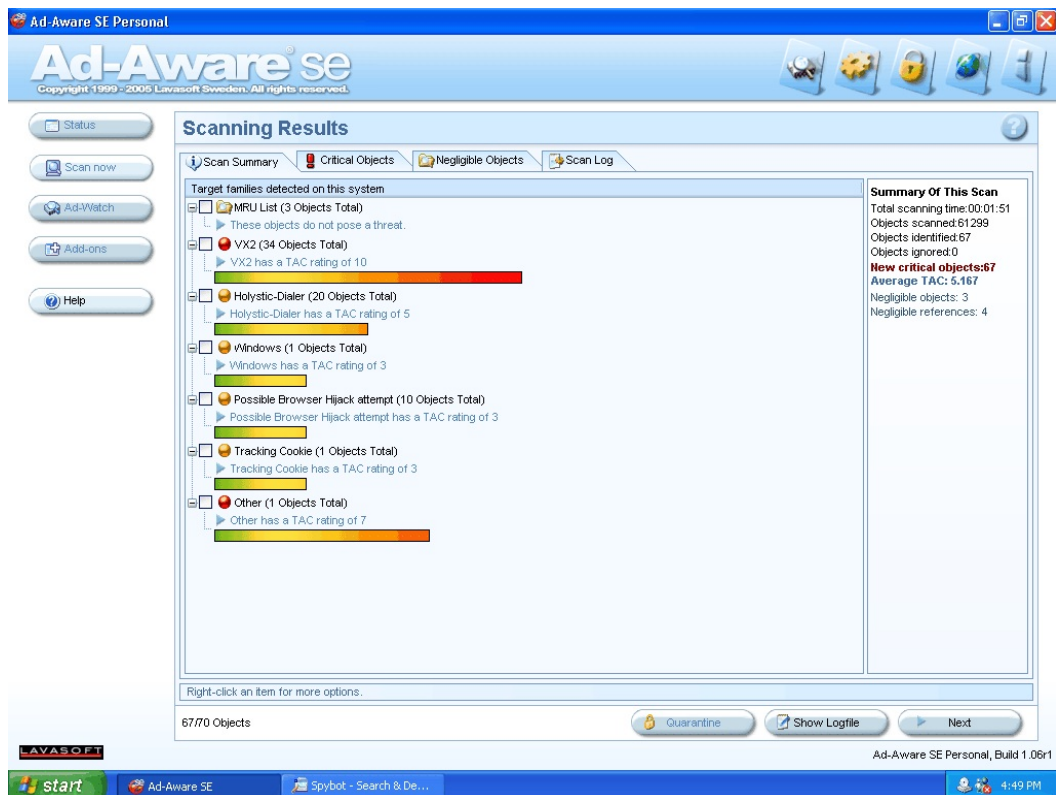 Ad-Aware SE Personal
Ad-Aware SE
Copyright 1999 - 2005 Lavasoft Sweden. All rights reserved.
Status
Scan now
Ad-Watch
Add-ons
Help
Scanning Results
Scan Summary
Critical Objects
Negligible Objects
Scan Log
Target families detected on this system
MRU List (3 Objects Total)
These objects do not pose a threat.
VX2 (34 Objects Total)
VX2 has a TAC rating of 10
Holystic-Dialer (20 Objects Total)
Holystic-Dialer has a TAC rating of 5
Windows (1 Objects Total)
Windows has a TAC rating of 3
Possible Browser Hijack attempt (10 Objects Total)
Possible Browser Hijack attempt has a TAC rating of 3
Tracking Cookie (1 Objects Total)
Tracking Cookie has a TAC rating of 3
Other (1 Objects Total)
Other has a TAC rating of 7
Summary Of This Scan
Total scanning time:00:01:51
Objects scanned:61299
Objects identified:67
Objects ignored:0
New critical objects:67
Average TAC: 5.167
Negligible objects: 3
Negligible references: 4
Right-click an item for more options.
67/70 Objects
Quarantine
Show Logfile
Next
LAVASOFT
Ad-Aware SE Personal, Build 1.06r1
start
Ad-Aware SE
Spybot - Search & De...
4:49 PM